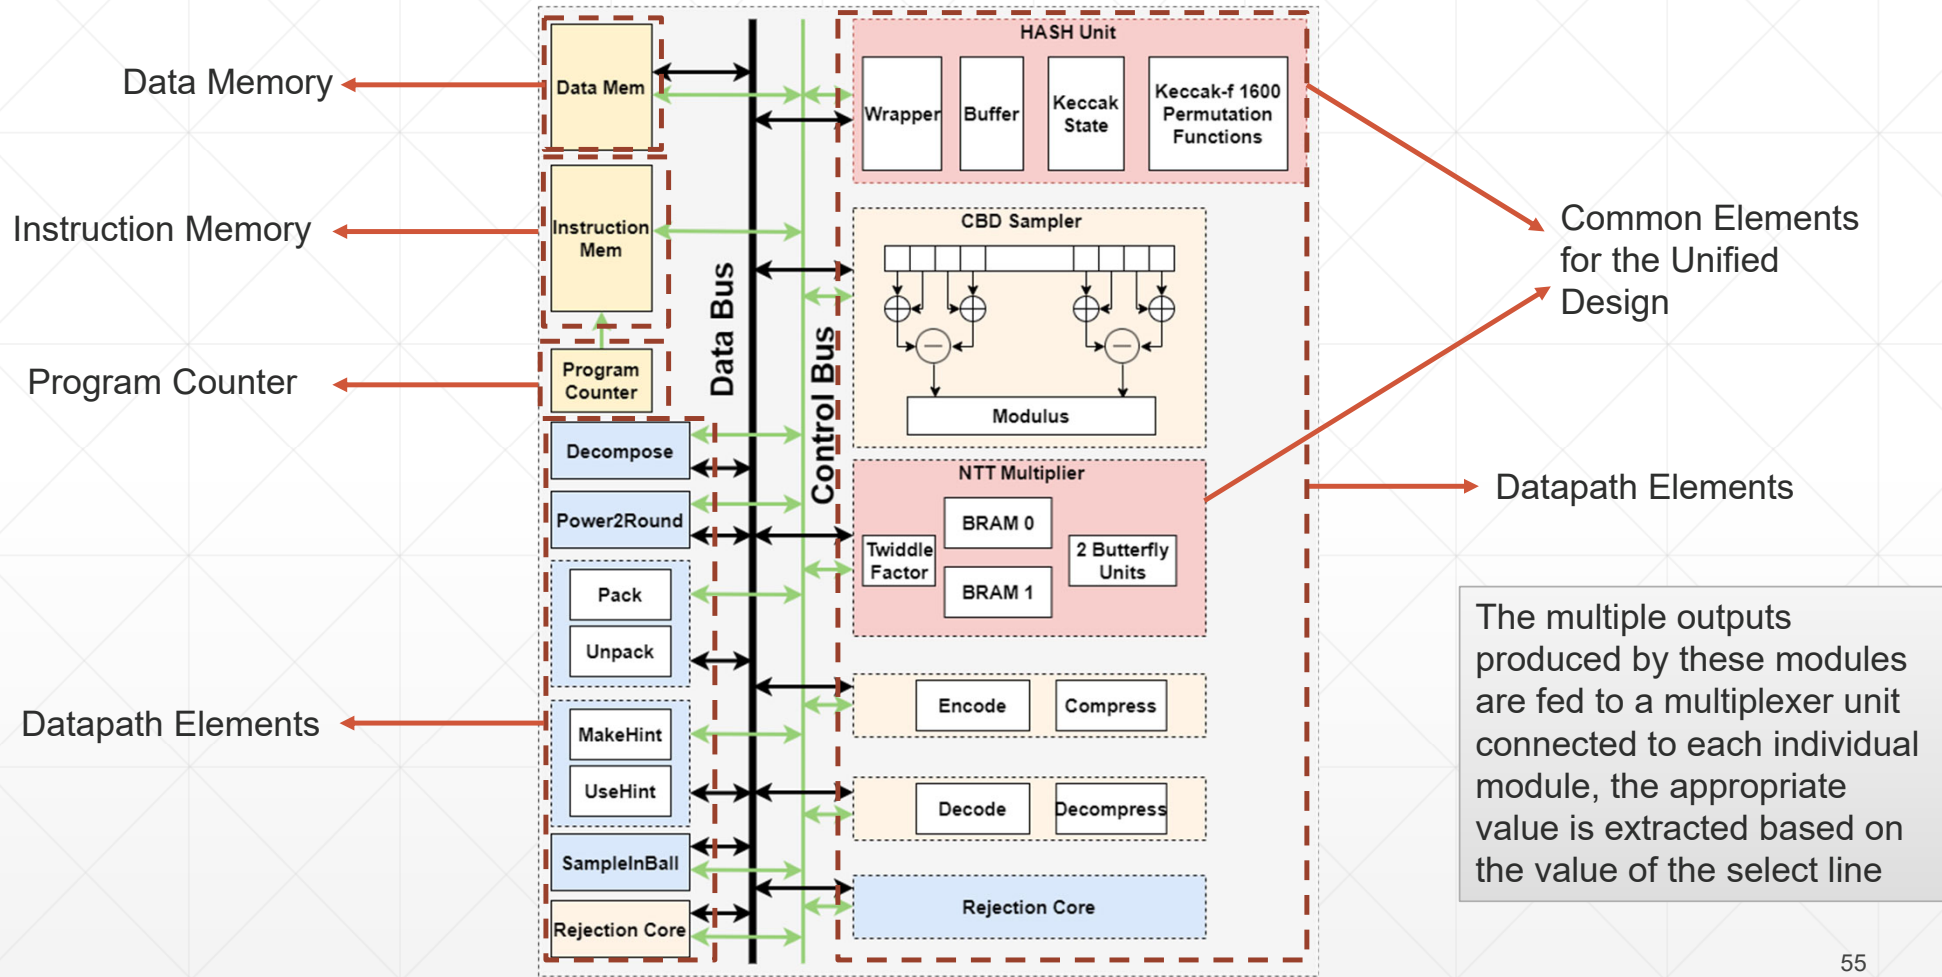 Data Memory
Instruction Memory
Program Counter
Datapath Elements
Data Mem
Instruction
Mem
Program
Counter
Decompose
Power2Round
Pack
Unpack
MakeHint
UseHint
SampleInBall
Rejection Core
Data Bus
Control Bus
HASH Unit
Wrapper
Buffer
Keccak
State
Keccak-f 1600
Permutation
Functions
CBD Sampler
Modulus
NTT Multiplier
Twiddle
Factor
BRAM 0
BRAM 1
2 Butterfly
Units
Encode
Compress
Decode
Decompress
Rejection Core
Common Elements
for the Unified
Design
Datapath Elements
The multiple outputs
produced by these modules
are fed to a multiplexer unit
connected to each individual
module, the appropriate
value is extracted based on
the value of the select line
55